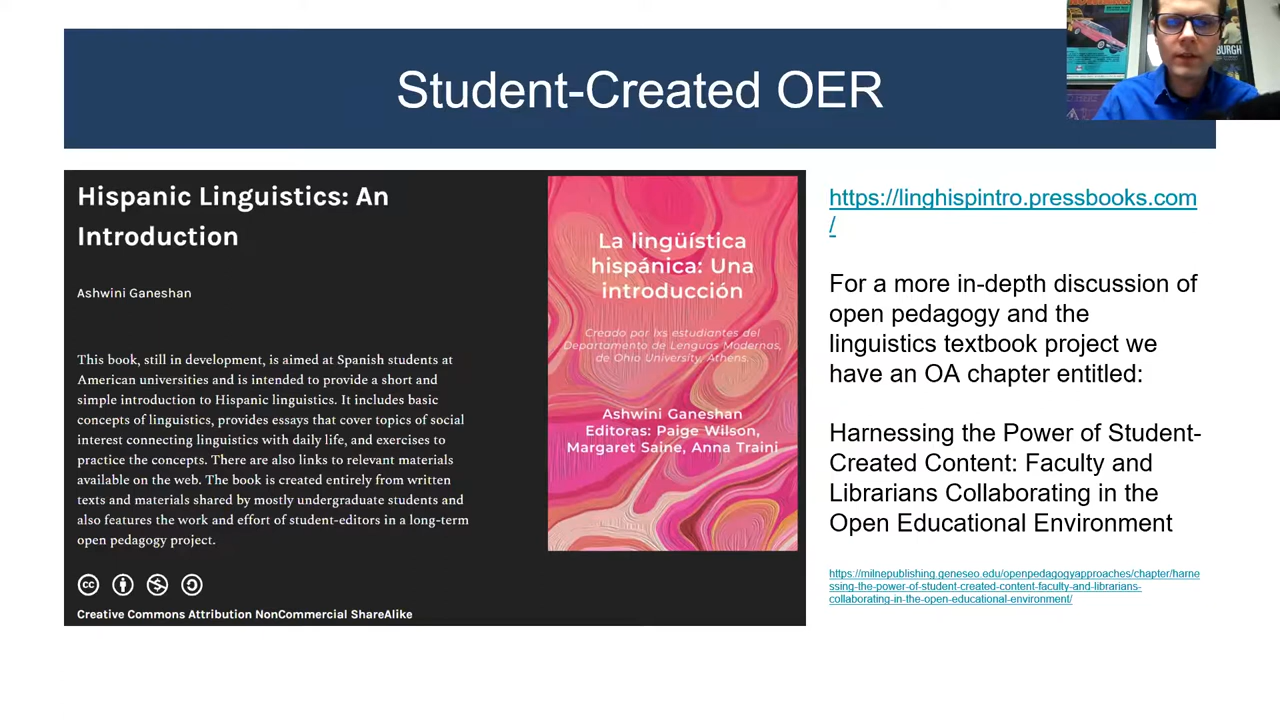 Student-Created OER
BURGH
Hispanic Linguistics: An
Introduction
Ashwini Ganeshan
This book, still in development, is aimed at Spanish students at
American universities and is intended to provide a short and
simple introduction to Hispanic linguistics. It includes basic
concepts of linguistics, provides essays that cover topics of social
interest connecting linguistics with daily life, and exercises to
practice the concepts. There are also links to relevant materials
available on the web. The book is created entirely from written
texts and materials shared by mostly undergraduate students and
also features the work and effort of student-editors in a long-term
open pedagogy project.
cc
Creative Commons Attribution NonCommercial ShareAlike
La lingüística
hispánica: Una
introducción
Creado por lxs estudiantes del
Departamento de Lenguas Modernas,
de Ohio University, Athens.
Ashwini Ganeshan
Editoras: Paige Wilson,
Margaret Saine, Anna Traini
https://linghispintro.pressbooks.com
/
For a more in-depth discussion of
open pedagogy and the
linguistics textbook project we
have an OA chapter entitled:
Harnessing the Power of Student-
Created Content: Faculty and
Librarians Collaborating in the
Open Educational Environment
https://milnepublishing.geneseo.edu/openpedagogyapproaches/chapter/harne
ssing-the-power-of-student-created-content-faculty-and-librarians-
collaborating-in-the-open-educational-environment/